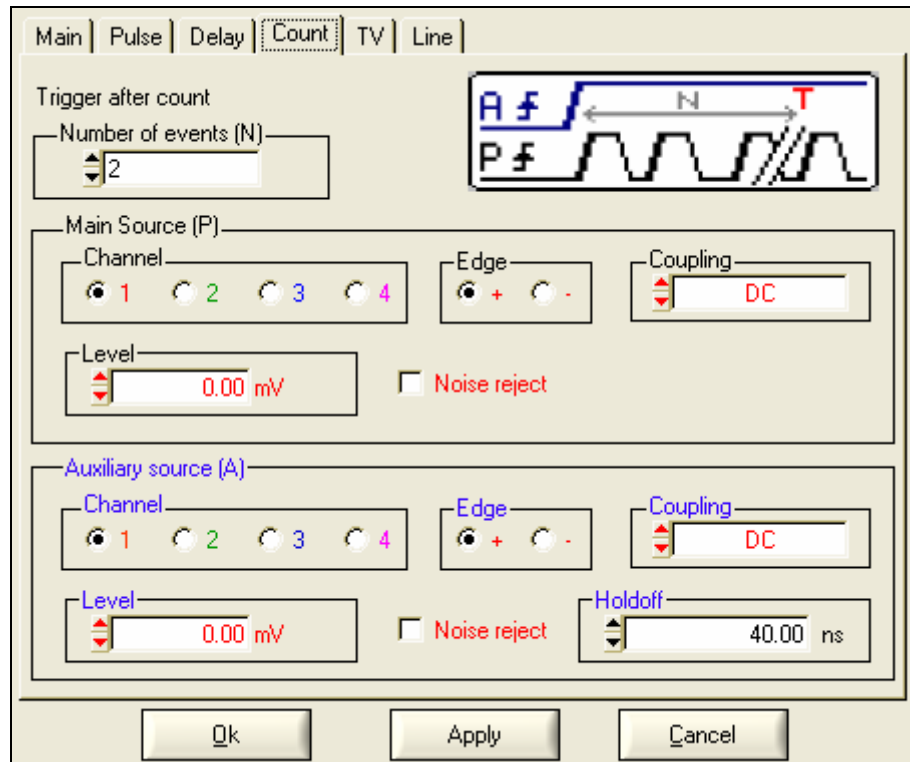 Main Pulse Delay Count TV Line
Trigger after count
Number of events (N)
2
A N T
P
Main Source (P)
Channel Edge Coupling
1 2 3 4 + - DC
Level
0.00 mV Noise reject
Auxiliary source (A)
Channel Edge Coupling
1 2 3 4 + - DC
Level Holdoff
0.00 mV Noise reject 40.00 ns
Ok Apply Cancel